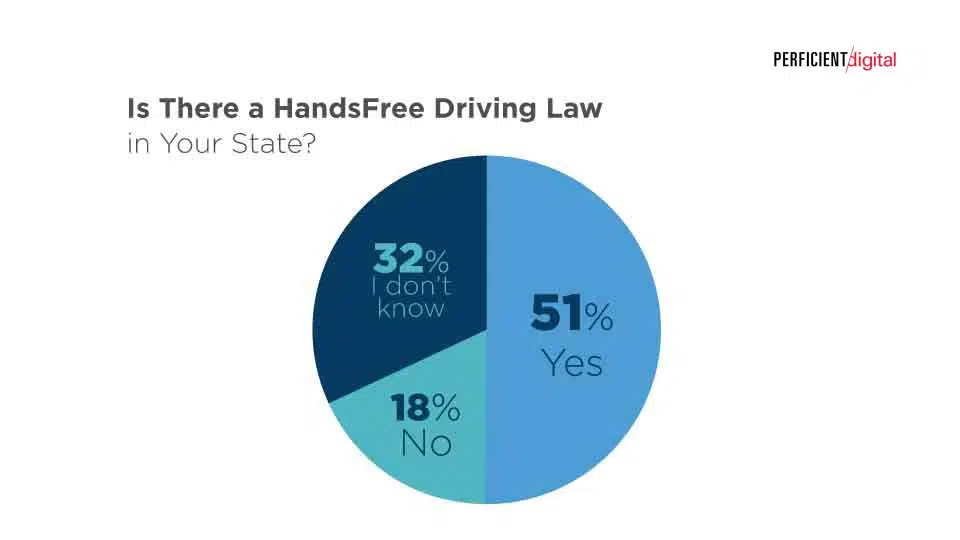 PERFICIENT/digital
Is There a HandsFree Driving Law
in Your State?
32%
I don't
know
51%
Yes
18%
No